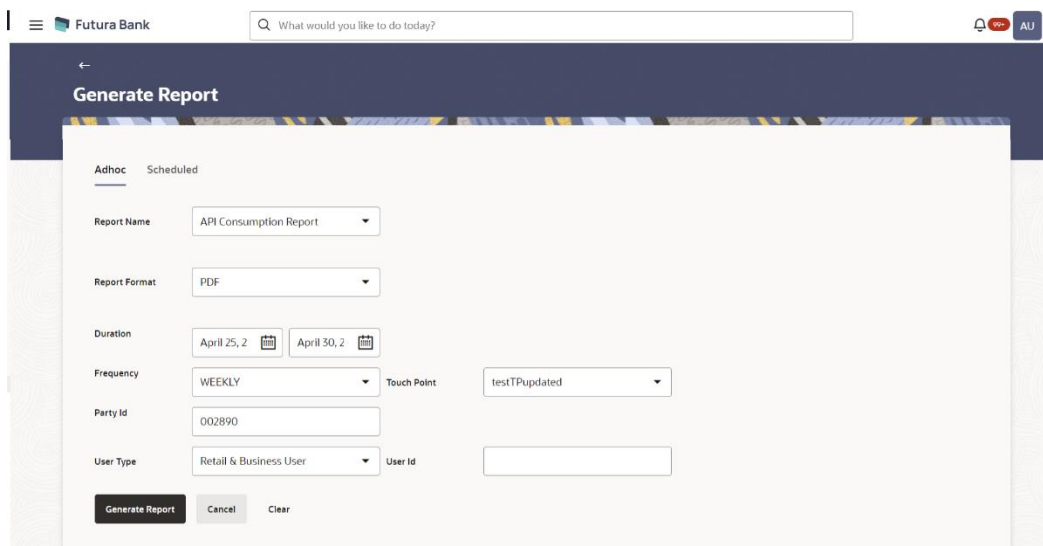 Futura Bank
What would you like to do today?
99+
AU
Generate Report
Adhoc Scheduled
Report Name API Consumption Report
Report Format PDF
Duration April 25, 2 April 30, 2
Frequency WEEKLY Touch Point testTPupdated
Party Id 002890
User Type Retail & Business User User Id
Generate Report Cancel Clear